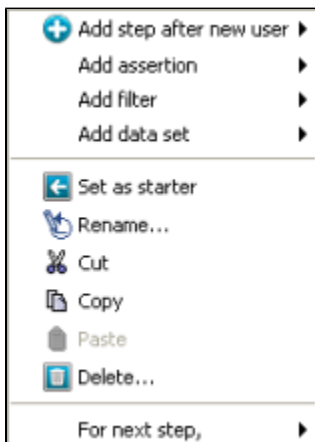 Add step after new user
Add assertion
Add filter
Add data set
Set as starter
Rename...
Cut
Copy
Paste
Delete...
For next step,